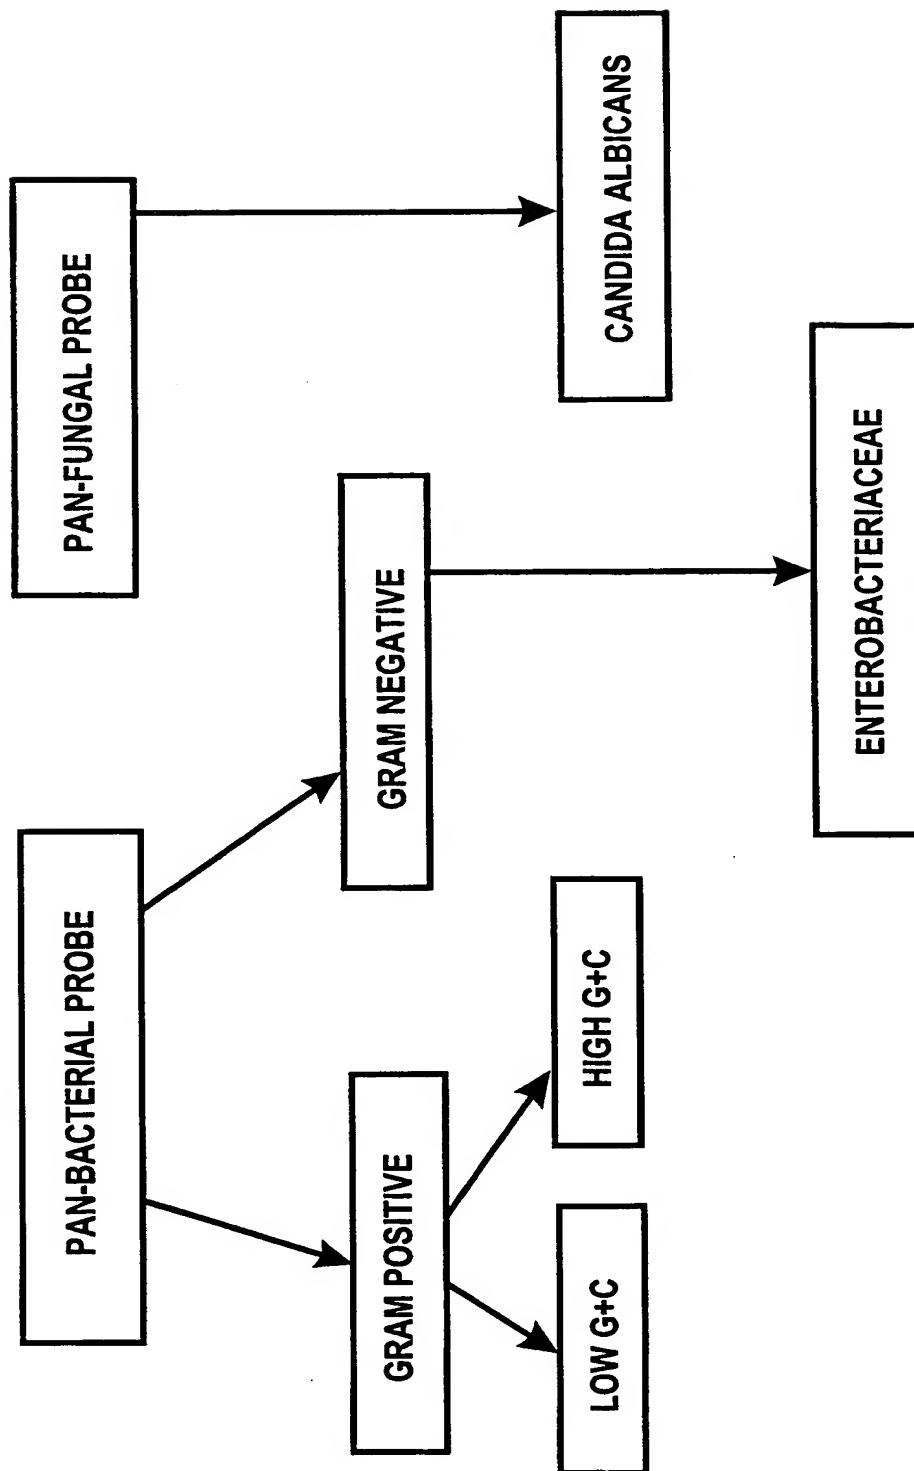 PAN-BACTERIAL PROBE
PAN-FUNGAL PROBE
GRAM POSITIVE
GRAM NEGATIVE
LOW G+C
HIGH G+C
CANDIDA ALBICANS
ENTEROBACTERIACEAE